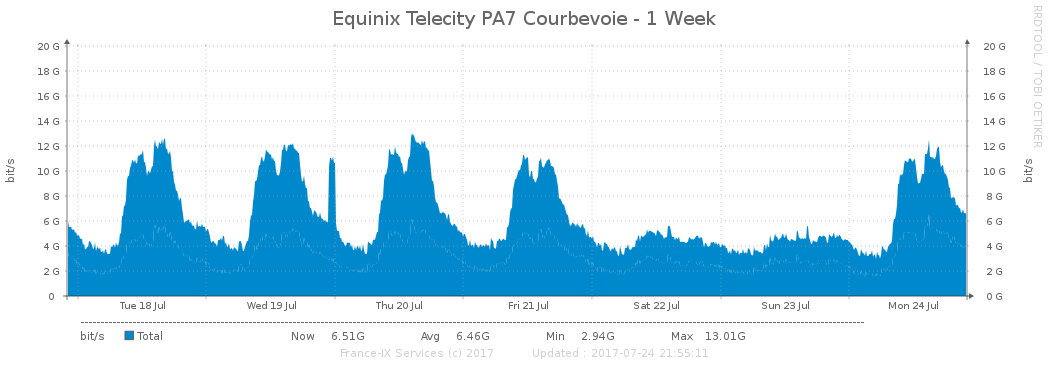 Equinix Telecity PA7 Courbevoie - 1 Week
RRDTOOL / TOBI OETIKER
bit/s
20 G
18 G
16 G
14 G
12 G
10 G
8 G
6 G
4 G
2 G
0
20 G
18 G
16 G
14 G
12 G
10 G
8 G
6 G
4 G
2 G
0 G
bit/s
Tue 18 Jul Wed 19 Jul Thu 20 Jul Fri 21 Jul Sat 22 Jul Sun 23 Jul Mon 24 Jul
bit/s Total Now 6.51G Avg 6.46G Min 2.94G Max 13.01G
France-IX Services (c) 2017 Updated : 2017-07-24 21:55:11